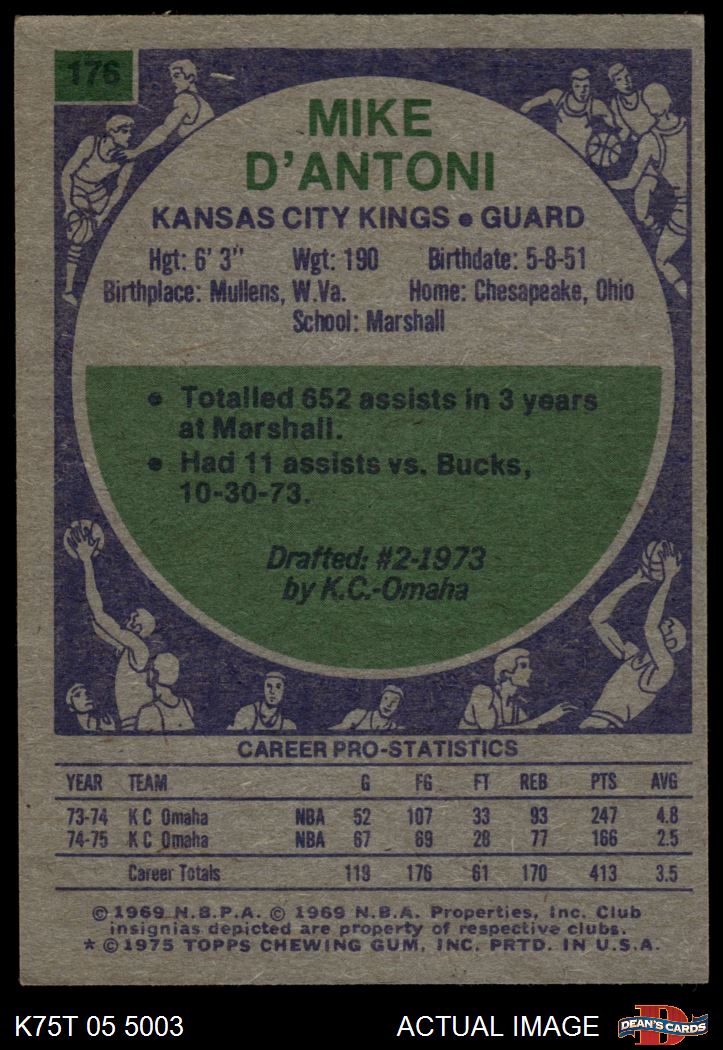 176
MIKE
D'ANTONI
KANSAS CITY KINGS • GUARD
Hgt: 6' 3" Wgt: 190 Birthdate: 5-8-51
Birthplace: Mullens, W.Va. Home: Chesapeake, Ohio
School: Marshall
• Totalled 652 assists in 3 years
at Marshall.
• Had 11 assists vs. Bucks,
10-30-73.
Drafted: #2-1973
by K.C.-Omaha
CAREER PRO-STATISTICS
YEAR TEAM G FG FT REB PTS AVG
73-74 K C Omaha NBA 52 107 33 93 247 4.8
74-75 K C Omaha NBA 67 69 28 77 166 2.5
Career Totals 119 176 61 170 413 3.5
© 1969 N.B.P.A. © 1969 N.B.A. Properties, Inc. Club
insignias depicted are property of respective clubs.
* © 1975 TOPPS CHEWING GUM, INC. PRTD. IN U.S.A.
K75T 05 5003 ACTUAL IMAGE D DEAN'S CARDS